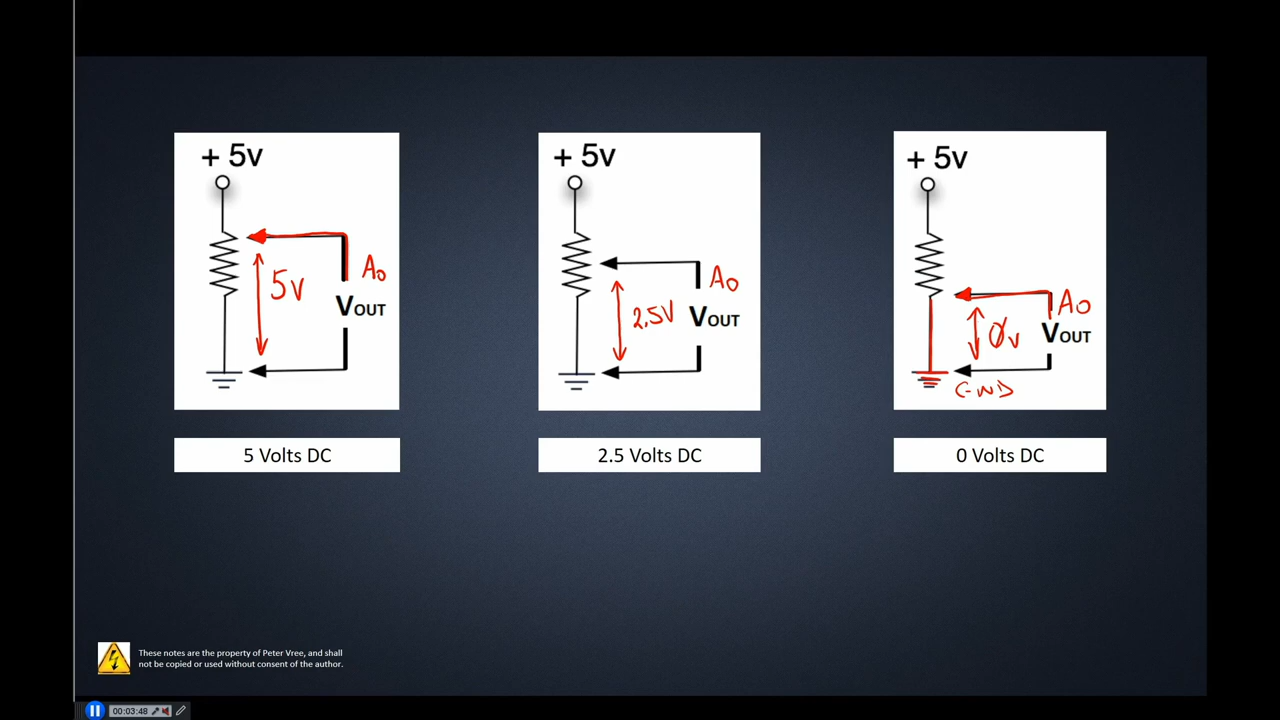 + 5v
A0
5V
VOUT
5 Volts DC
+ 5v
A0
2.5V
VOUT
2.5 Volts DC
+ 5v
A0
0v
VOUT
GND
0 Volts DC
These notes are the property of Peter Vree, and shall
not be copied or used without consent of the author.
00:03:48